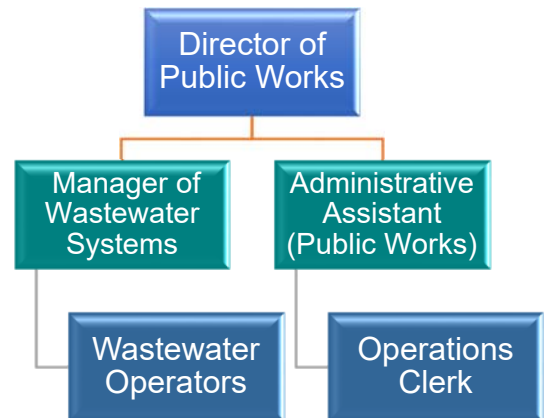 Director of
Public Works
Manager of
Wastewater
Systems
Administrative
Assistant
(Public Works)
Wastewater
Operators
Operations
Clerk